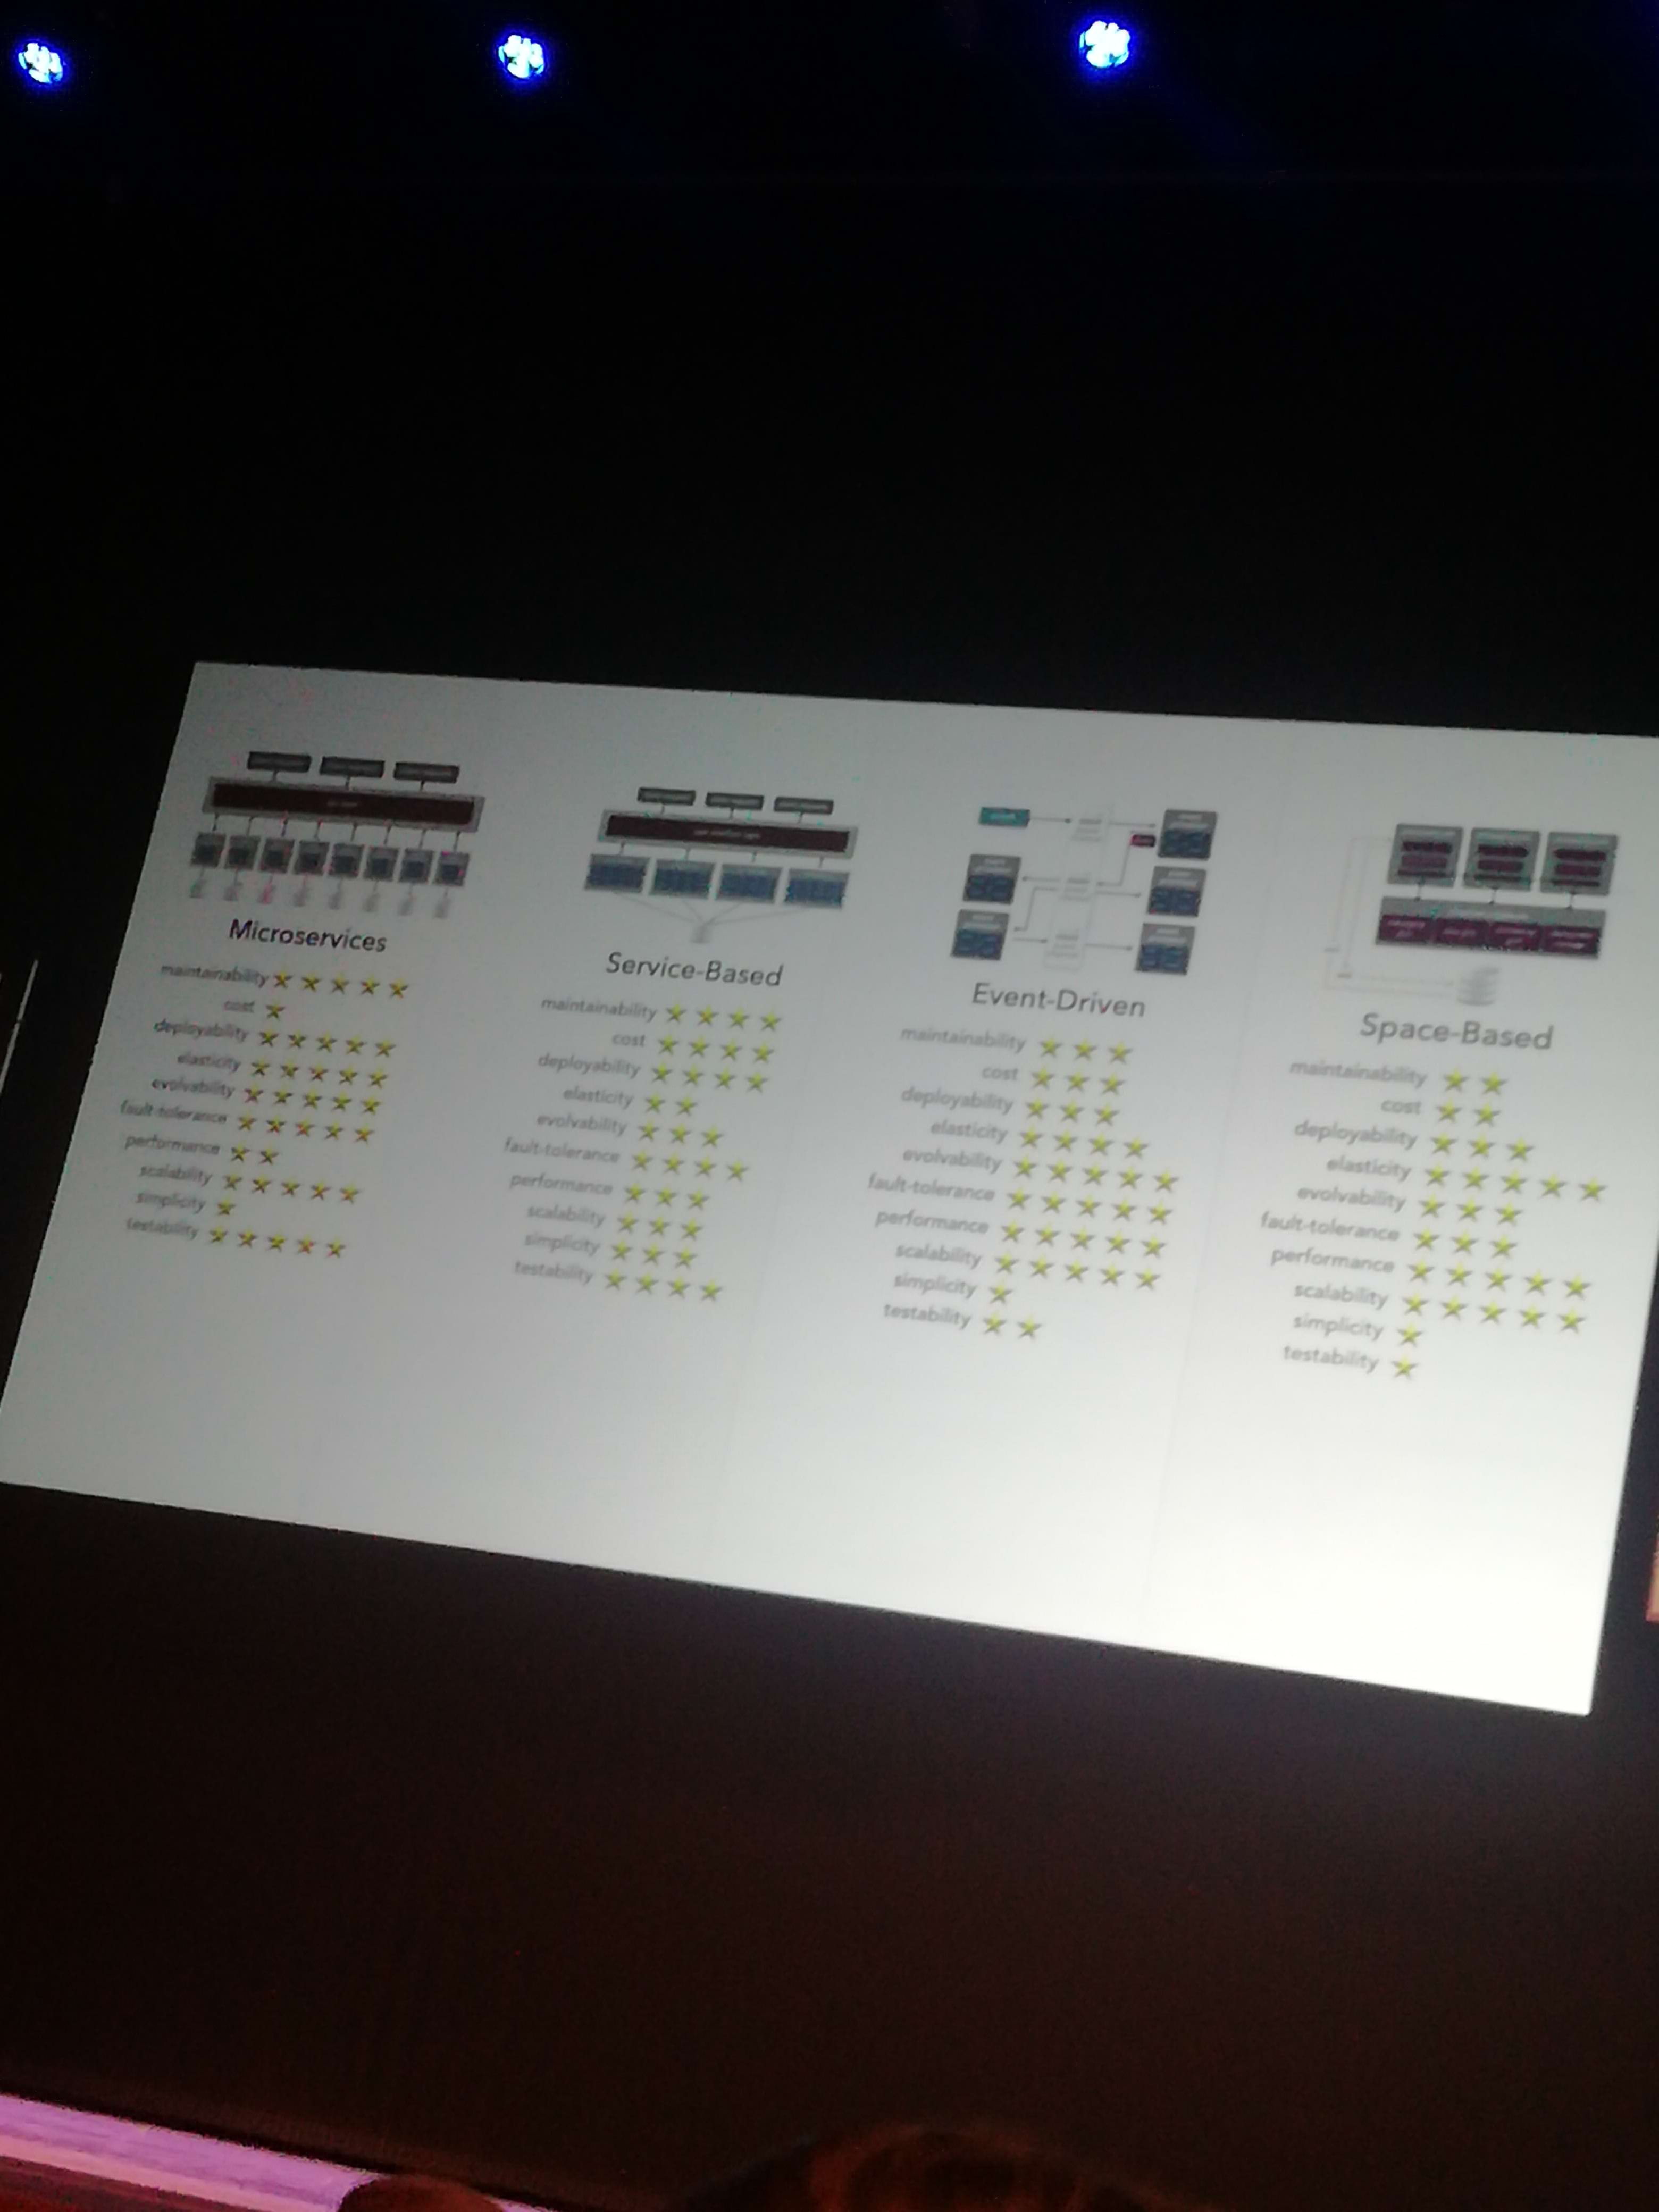 Microservices
maintainability ★★★★★
cost ★
deployability ★★★★★
elasticity ★★★★★
evolvability ★★★★★
fault-tolerance ★★★★★
performance ★★
scalability ★★★★★
simplicity ★
testability ★★★★★
Service-Based
maintainability ★★★★
cost ★★★★
deployability ★★★★
elasticity ★★
evolvability ★★★
fault-tolerance ★★★★
performance ★★★
scalability ★★★
simplicity ★★★
testability ★★★★
Event-Driven
maintainability ★★★
cost ★★★
deployability ★★★
elasticity ★★★★
evolvability ★★★★★
fault-tolerance ★★★★★
performance ★★★★★
scalability ★★★★★
simplicity ★
testability ★★
Space-Based
maintainability ★★
cost ★★
deployability ★★★
elasticity ★★★★★
evolvability ★★★
fault-tolerance ★★★
performance ★★★★★
scalability ★★★★★
simplicity ★
testability ★